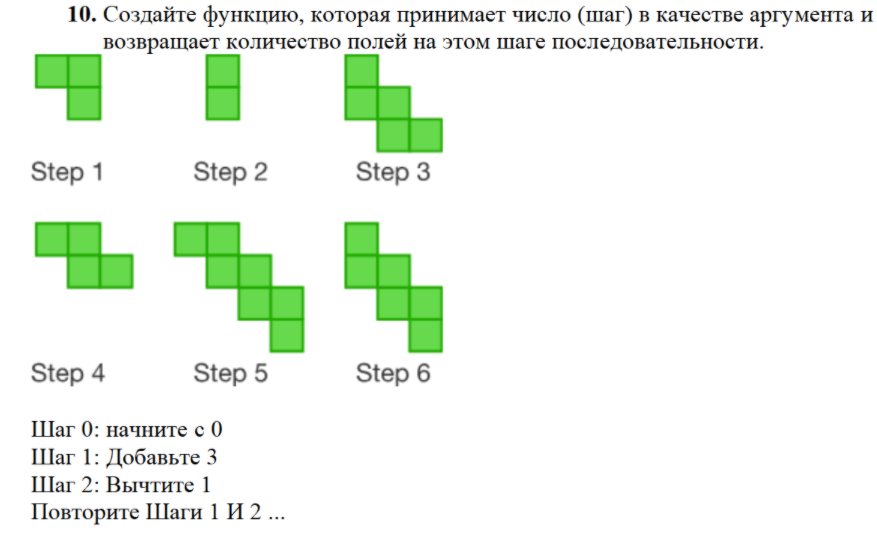 10. Создайте функцию, которая принимает число (шаг) в качестве аргумента и
возвращает количество полей на этом шаге последовательности.
Step 1 Step 2 Step 3
Step 4 Step 5 Step 6
Шаг 0: начните с 0
Шаг 1: Добавьте 3
Шаг 2: Вычтите 1
Повторите Шаги 1 И 2 ...